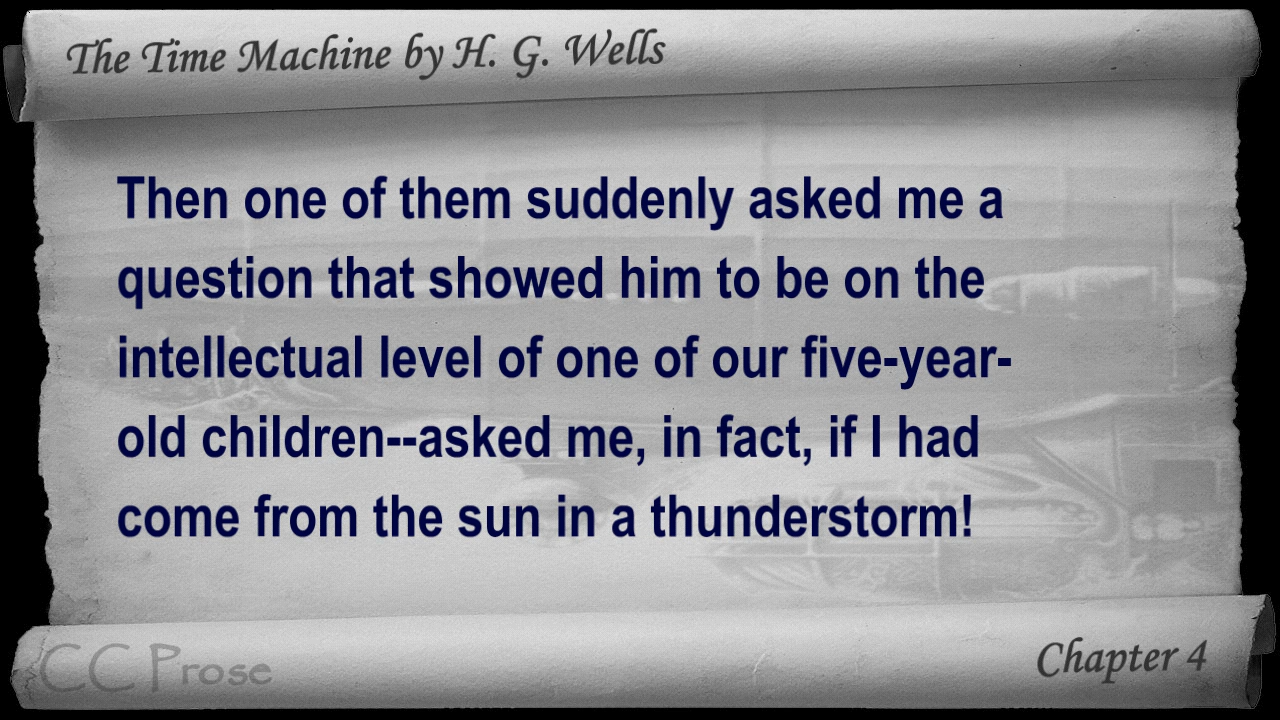 The Time Machine by H. G. Wells
Then one of them suddenly asked me a
question that showed him to be on the
intellectual level of one of our five-year-
old children--asked me, in fact, if I had
come from the sun in a thunderstorm!
CC Prose
Chapter 4